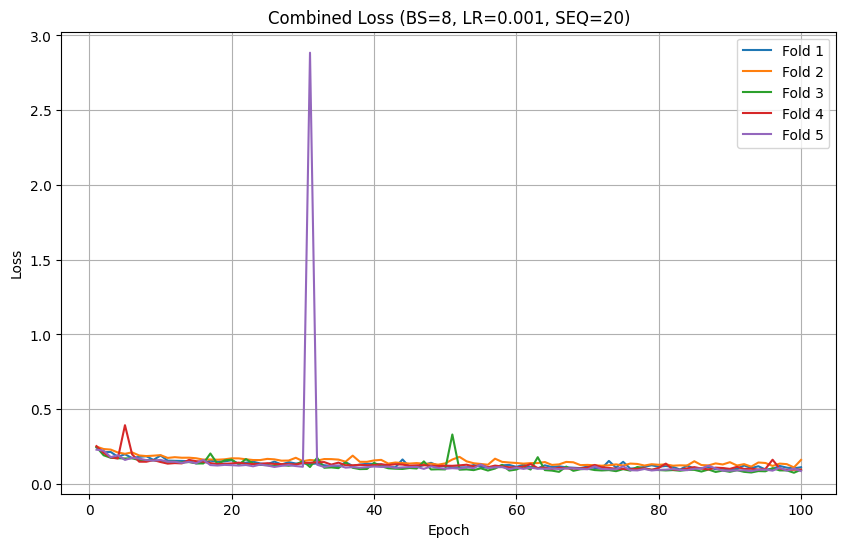 Combined Loss (BS=8, LR=0.001, SEQ=20)
3.0
2.5
2.0
1.5
1.0
0.5
0.0
Loss
Fold 1
Fold 2
Fold 3
Fold 4
Fold 5
0 20 40 60 80 100
Epoch